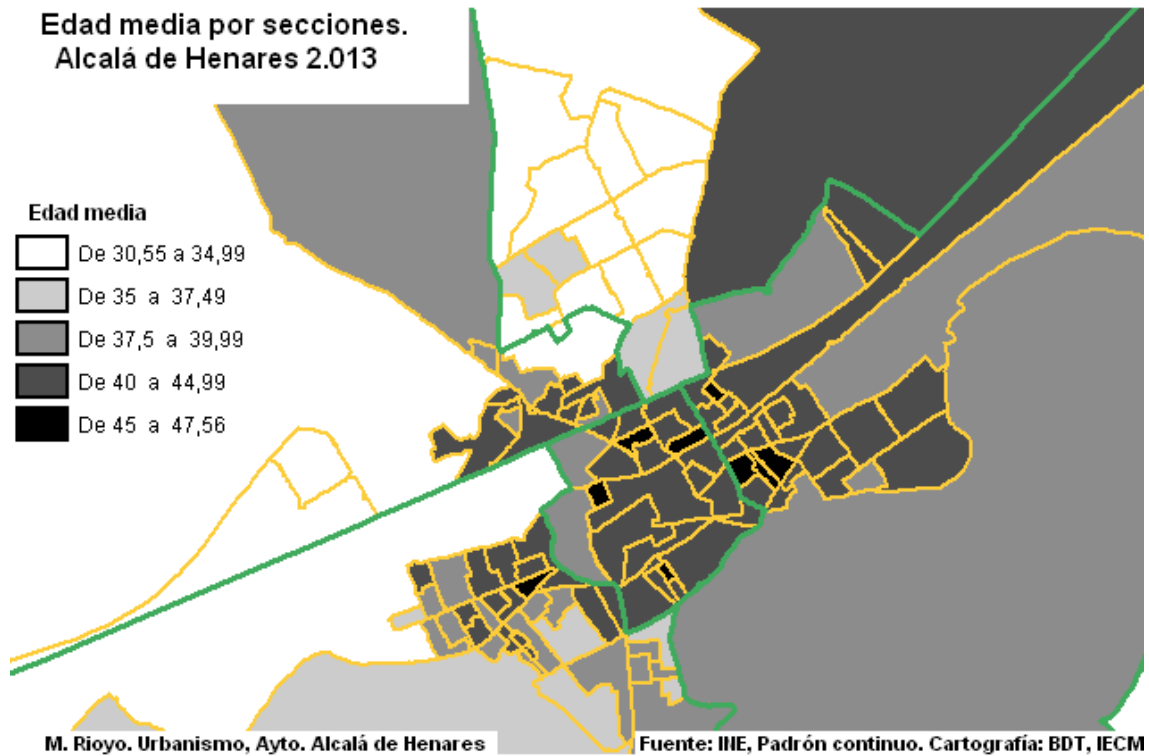 Edad media por secciones.
Alcalá de Henares 2.013
Edad media
De 30,55 a 34,99
De 35 a 37,49
De 37,5 a 39,99
De 40 a 44,99
De 45 a 47,56
M. Rioyo. Urbanismo, Ayto. Alcalá de Henares
Fuente: INE, Padrón continuo. Cartografía: BDT, IECM